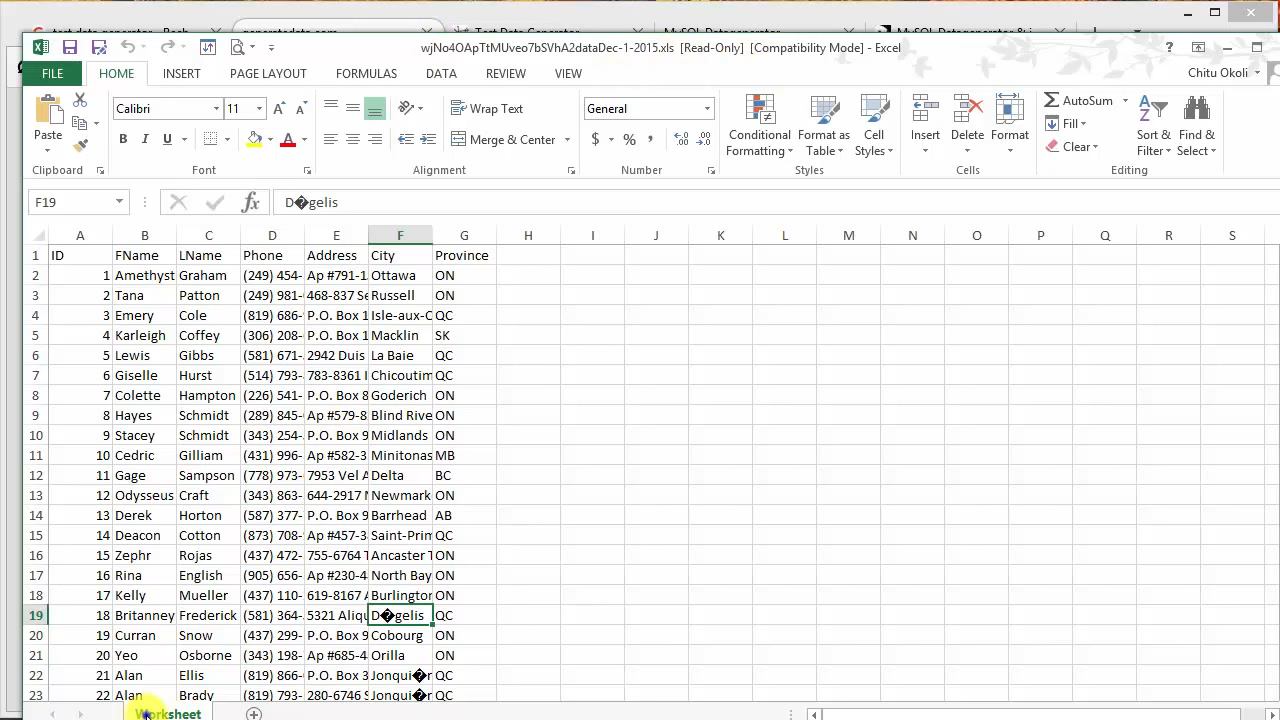 wjNo4OApTtMUveo7bSVhA2dataDec-1-2015.xls [Read-Only] [Compatibility Mode] - Excel
FILE HOME INSERT PAGE LAYOUT FORMULAS DATA REVIEW VIEW Chitu Okoli
Paste
Clipboard
Calibri 11
B I U
Font
Wrap Text
Merge & Center
Alignment
General
$ % ,
Number
Conditional Formatting
Format as Table
Cell Styles
Styles
Insert Delete Format
Cells
AutoSum
Fill
Clear
Sort & Filter
Find & Select
Editing
F19 fx D�gelis
A B C D E F G H I J K L M N O P Q R S
1 ID FName LName Phone Address City Province
2 1 Amethyst Graham (249) 454- Ap #791-1 Ottawa ON
3 2 Tana Patton (249) 981- 468-837 Se Russell ON
4 3 Emery Cole (819) 686- P.O. Box 1 Isle-aux-C QC
5 4 Karleigh Coffey (306) 208- P.O. Box 1 Macklin SK
6 5 Lewis Gibbs (581) 671- 2942 Duis La Baie QC
7 6 Giselle Hurst (514) 793- 783-8361 Chicoutim QC
8 7 Colette Hampton (226) 541- P.O. Box 8 Goderich ON
9 8 Hayes Schmidt (289) 845- Ap #579-8 Blind Rive ON
10 9 Stacey Schmidt (343) 254- P.O. Box 9 Midlands ON
11 10 Cedric Gilliam (431) 996- Ap #582-3 Minitonas MB
12 11 Gage Sampson (778) 973- 7953 Vel A Delta BC
13 12 Odysseus Craft (343) 863- 644-2917 Newmark ON
14 13 Derek Horton (587) 377- P.O. Box 9 Barrhead AB
15 14 Deacon Cotton (873) 708- Ap #457-3 Saint-Prim QC
16 15 Zephr Rojas (437) 472- 755-6764 Ancaster T ON
17 16 Rina English (905) 656- Ap #230-4 North Bay ON
18 17 Kelly Mueller (437) 110- 619-8167 A Burlington ON
19 18 Britanney Frederick (581) 364- 5321 Aliqu D�gelis QC
20 19 Curran Snow (437) 299- P.O. Box 9 Cobourg ON
21 20 Yeo Osborne (343) 198- Ap #685-4 Orilla ON
22 21 Alan Ellis (819) 866- P.O. Box 3 Jonqui�r QC
23 22 Alan Brady (819) 793- 280-6746 S Jonqui�r QC
Worksheet